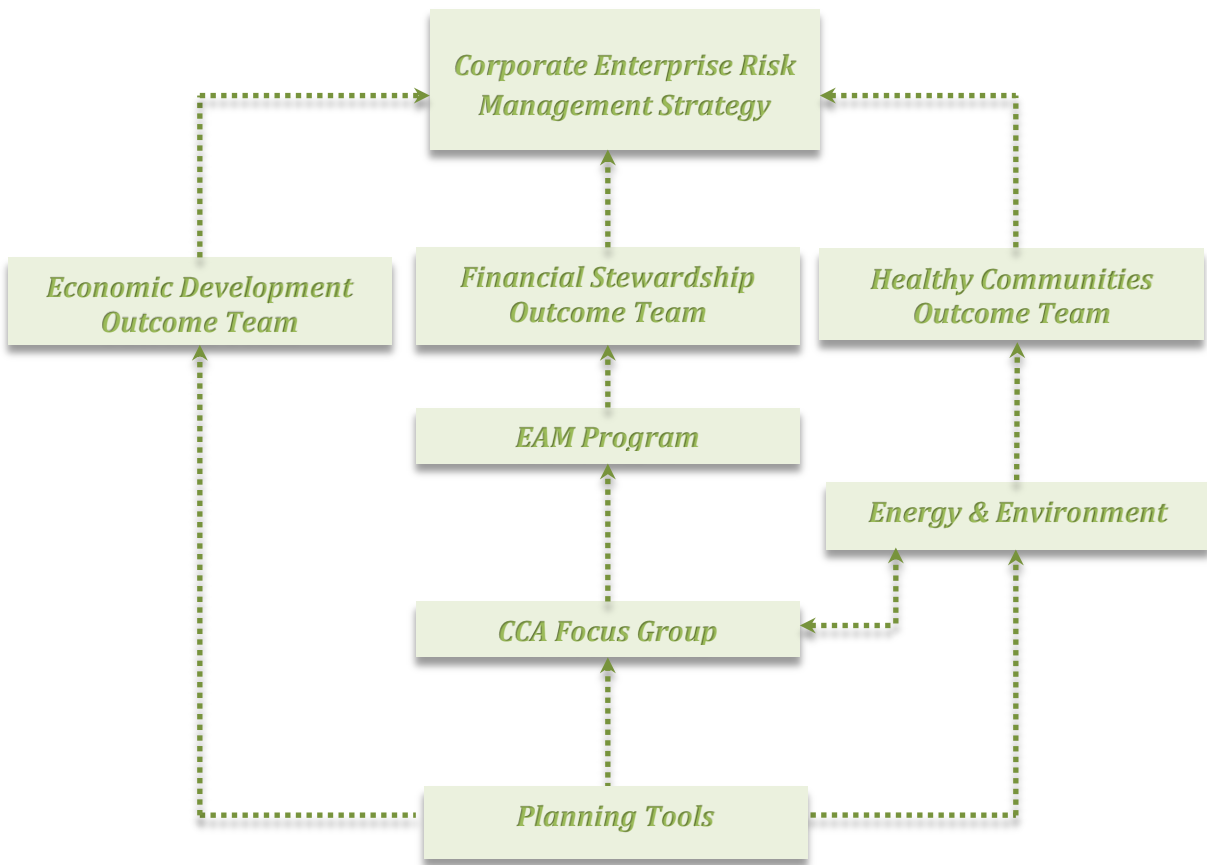 Corporate Enterprise Risk
Management Strategy
Economic Development
Outcome Team
Financial Stewardship
Outcome Team
Healthy Communities
Outcome Team
EAM Program
Energy & Environment
CCA Focus Group
Planning Tools